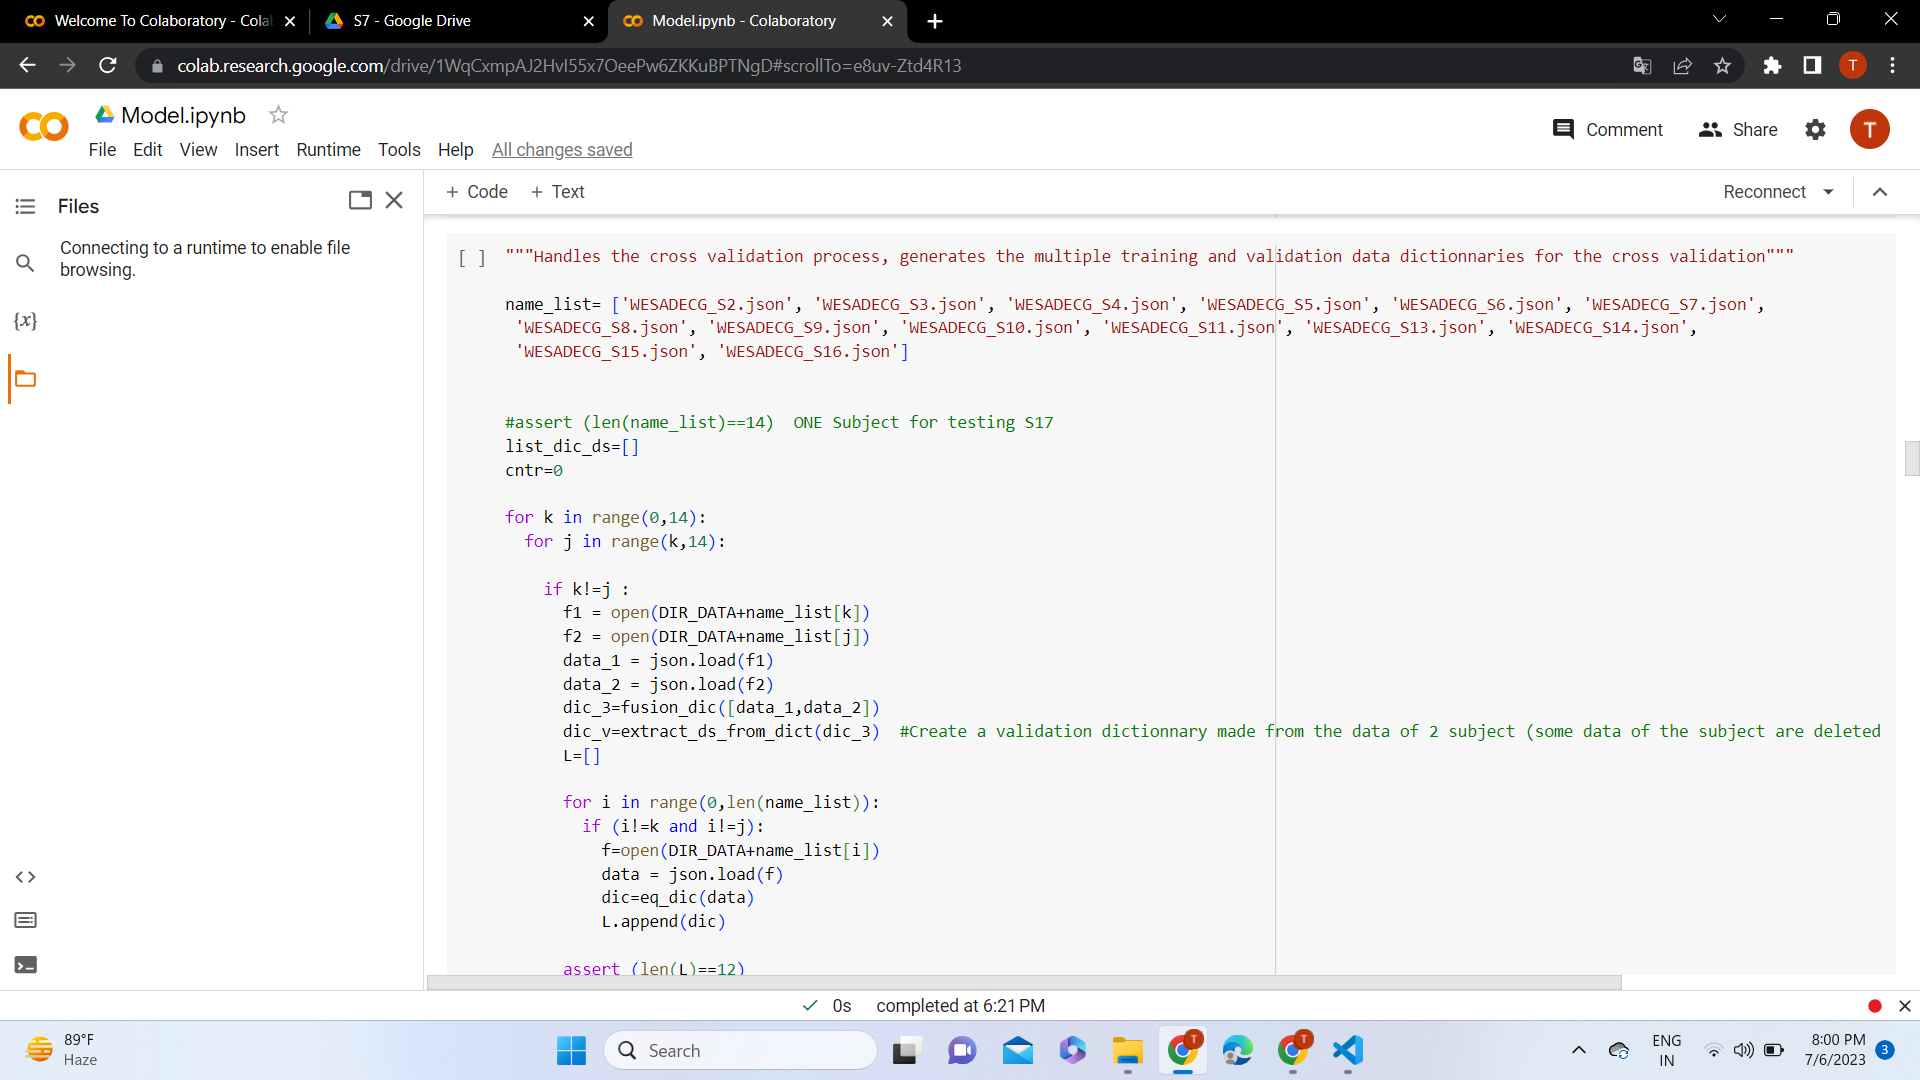 Welcome To Colaboratory - Cola
S7 - Google Drive
Model.ipynb - Colaboratory
colab.research.google.com/drive/1WqCxmpAJ2HvI55x7OeePw6ZKKuBPTNgD#scrollTo=e8uv-Ztd4R13
T
Model.ipynb
Comment
Share
T
File Edit View Insert Runtime Tools Help All changes saved
Files
+ Code + Text
Reconnect
Connecting to a runtime to enable file
browsing.
{x}
[ ] """Handles the cross validation process, generates the multiple training and validation data dictionnaries for the cross validation"""
name_list= ['WESADECG_S2.json', 'WESADECG_S3.json', 'WESADECG_S4.json', 'WESADECG_S5.json', 'WESADECG_S6.json', 'WESADECG_S7.json',
'WESADECG_S8.json', 'WESADECG_S9.json', 'WESADECG_S10.json', 'WESADECG_S11.json', 'WESADECG_S13.json', 'WESADECG_S14.json',
'WESADECG_S15.json', 'WESADECG_S16.json']
#assert (len(name_list)==14)  ONE Subject for testing S17
list_dic_ds=[]
cntr=0
for k in range(0,14):
for j in range(k,14):
if k!=j :
f1 = open(DIR_DATA+name_list[k])
f2 = open(DIR_DATA+name_list[j])
data_1 = json.load(f1)
data_2 = json.load(f2)
dic_3=fusion_dic([data_1,data_2])
dic_v=extract_ds_from_dict(dic_3)  #Create a validation dictionnary made from the data of 2 subject (some data of the subject are deleted
L=[]
for i in range(0,len(name_list)):
if (i!=k and i!=j):
f=open(DIR_DATA+name_list[i])
data = json.load(f)
dic=eq_dic(data)
L.append(dic)
assert (len(L)==12)
0s completed at 6:21 PM
89°F
Haze
Search
T
T
ENG
IN
8:00 PM
7/6/2023
3